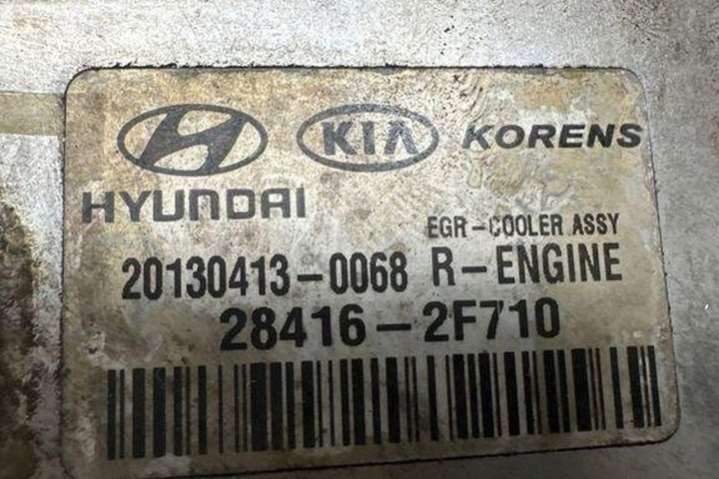 KIA KORENS
HYUNDAI
EGR-COOLER ASSY
20130413-0068 R-ENGINE
28416-2F710